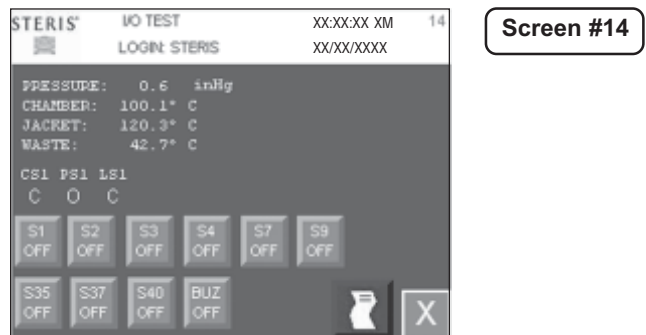 STERIS® I/O TEST XX:XX:XX XM 14
LOGIN: STERIS XX/XX/XXXX
Screen #14
PRESSURE: 0.6 inHg
CHAMBER: 100.1° C
JACKET: 120.3° C
WASTE: 42.7° C
CS1 PS1 LS1
C O C
S1 S2 S3 S4 S7 S9
OFF OFF OFF OFF OFF OFF
S35 S37 S40 BUZ
OFF OFF OFF OFF
X